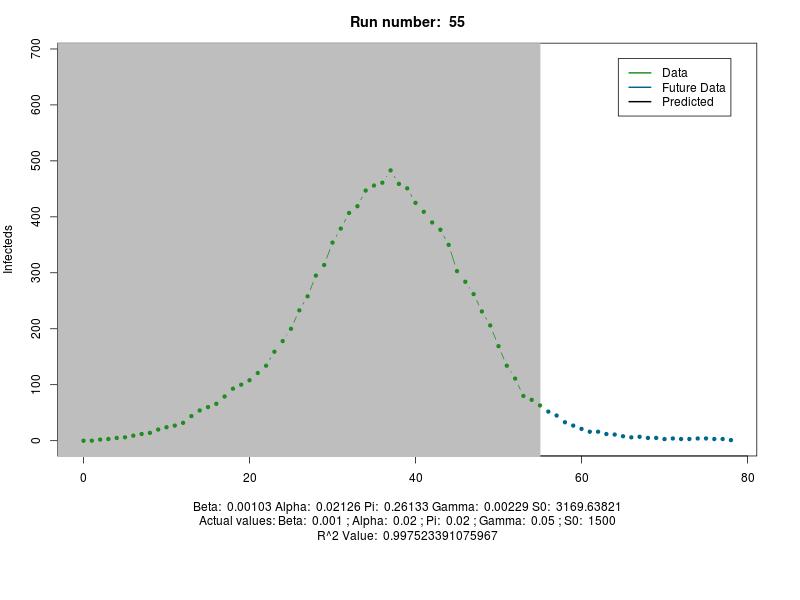 Run number: 55
700
600
500
400
300
200
100
0
Infecteds
Data
Future Data
Predicted
0 20 40 60 80
Beta: 0.00103 Alpha: 0.02126 Pi: 0.26133 Gamma: 0.00229 S0: 3169.63821
Actual values: Beta: 0.001 ; Alpha: 0.02 ; Pi: 0.02 ; Gamma: 0.05 ; S0: 1500
R^2 Value: 0.997523391075967